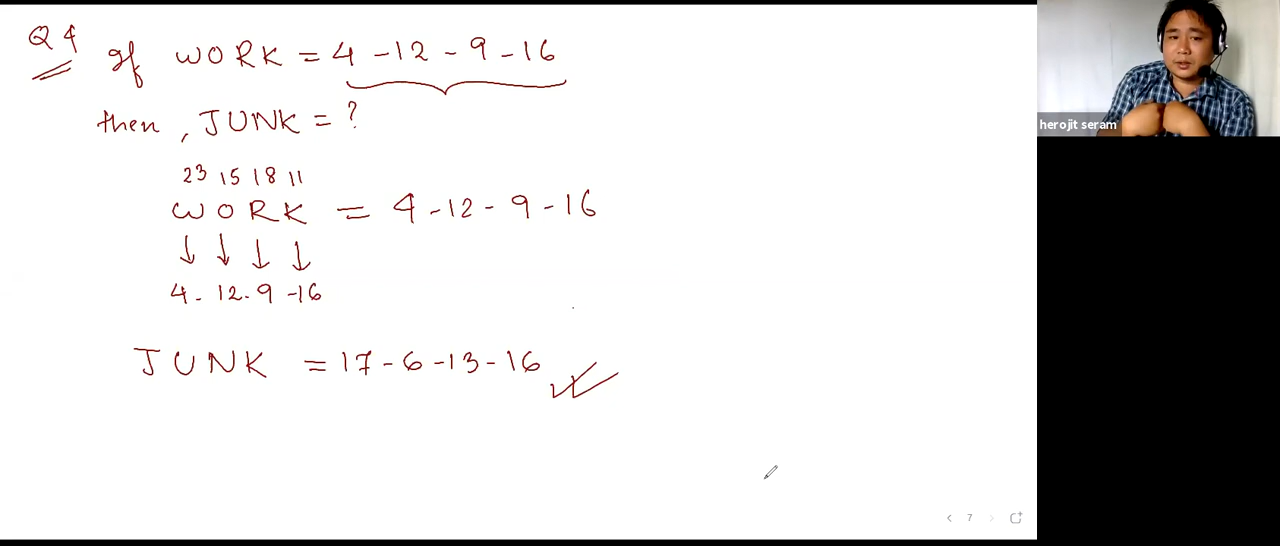 Q4 If WORK = 4 - 12 - 9 - 16
then, JUNK = ?
23 15 18 11
WORK = 4 - 12 - 9 - 16
4 - 12 - 9 - 16
JUNK = 17 - 6 - 13 - 16
herojit seram
7